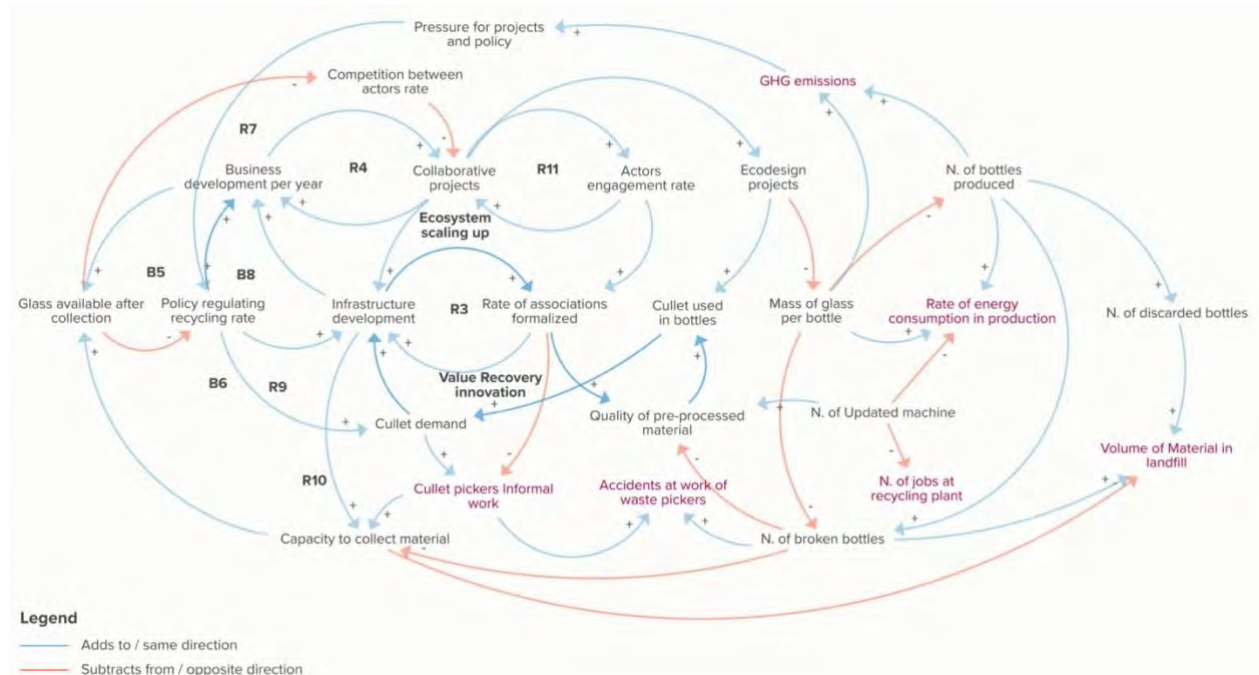 Pressure for projects
and policy
Competition between
actors rate
GHG emissions
R7
R4
R11
Business
development per year
Collaborative
projects
Actors
engagement rate
Ecodesign
projects
N. of bottles
produced
Ecosystem
scaling up
B5
B8
Glass available after
collection
Policy regulating
recycling rate
Infrastructure
development
R3
Rate of associations
formalized
Cullet used
in bottles
Mass of glass
per bottle
Rate of energy
consumption in production
N. of discarded bottles
B6
R9
Value Recovery
innovation
Cullet demand
Quality of pre-processed
material
N. of Updated machine
Volume of Material in
landfill
R10
Cullet pickers Informal
work
Accidents at work of
waste pickers
N. of jobs at
recycling plant
Capacity to collect material
N. of broken bottles
Legend
Adds to / same direction
Subtracts from / opposite direction